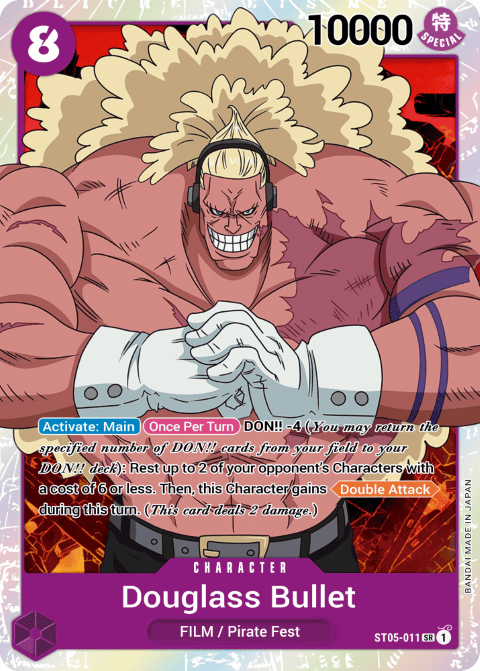 8
10000
特
SPECIAL
Activate: Main Once Per Turn DON!! -4 (You may return the
specified number of DON!! cards from your field to your
DON!! deck): Rest up to 2 of your opponent's Characters with
a cost of 6 or less. Then, this Character gains Double Attack
during this turn. (This card deals 2 damage.)
BANDAI MADE IN JAPAN
CHARACTER
Douglass Bullet
FILM / Pirate Fest
ST05-011 SR 1